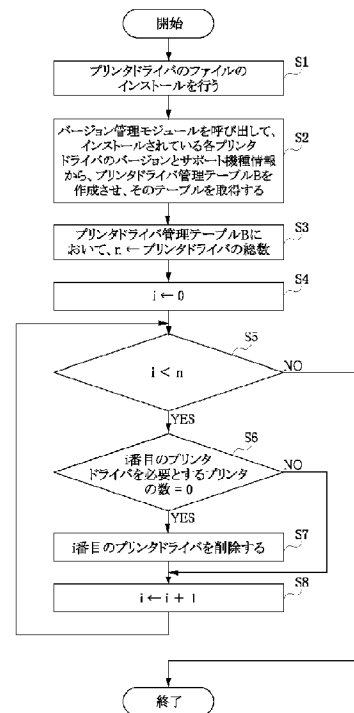 開始
プリンタドライバのファイルの
インストールを行う
S1
バージョン管理モジュールを呼び出して、
インストールされている各プリンタ
ドライバのバージョンとサポート機種情報
から、プリンタドライバ管理テーブルBを
作成させ、そのテーブルを取得する
S2
プリンタドライバ管理テーブルBに
おいて、n ← プリンタドライバの総数
S3
i ← 0
S4
i < n
S5
NO
YES
i番目のプリンタ
ドライバを必要とするプリンタ
の数 = 0
S6
NO
YES
i番目のプリンタドライバを削除する
S7
i ← i + 1
S8
終了